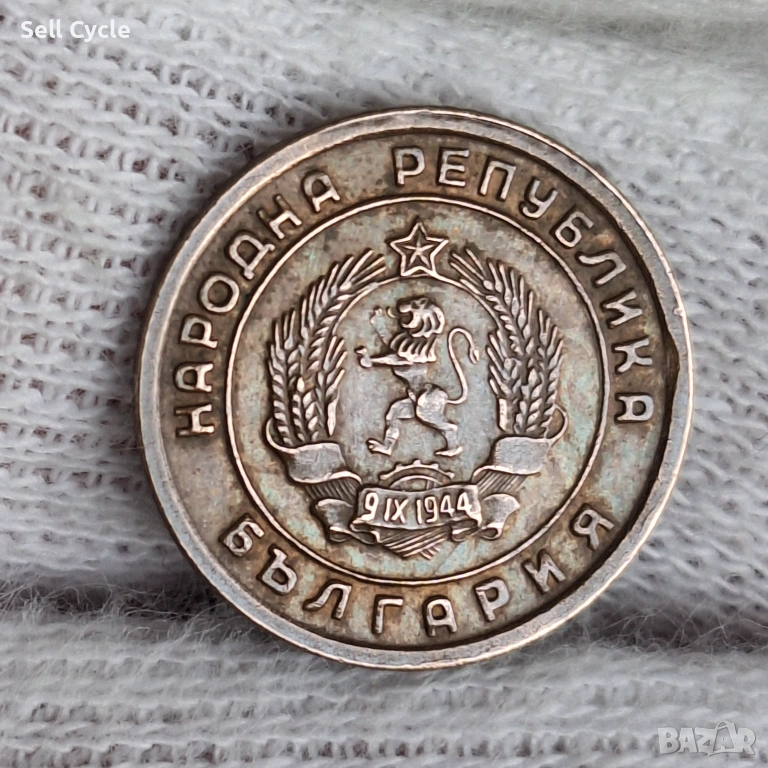 Sell Cycle
НАРОДНА РЕПУБЛИКА
БЪЛГАРИЯ
9 IX 1944
BAZAR